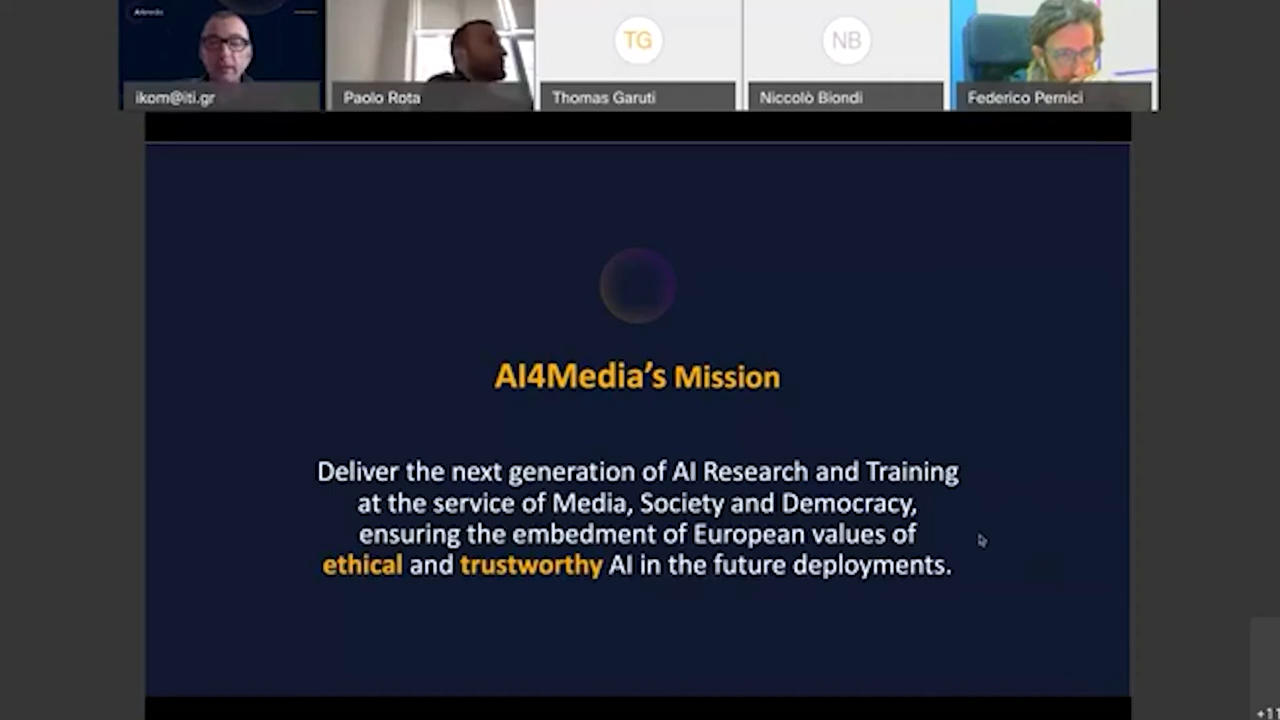 ikom@iti.gr
Paolo Rota
TG
Thomas Garuti
NB
Niccolò Biondi
Federico Pernici
AI4Media’s Mission
Deliver the next generation of AI Research and Training
at the service of Media, Society and Democracy,
ensuring the embedment of European values of
ethical and trustworthy AI in the future deployments.